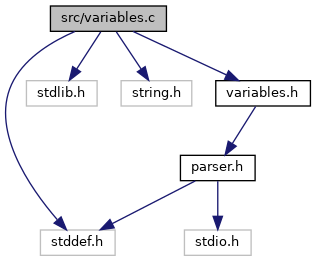 src/variables.c
stdlib.h
string.h
variables.h
parser.h
stddef.h
stdio.h